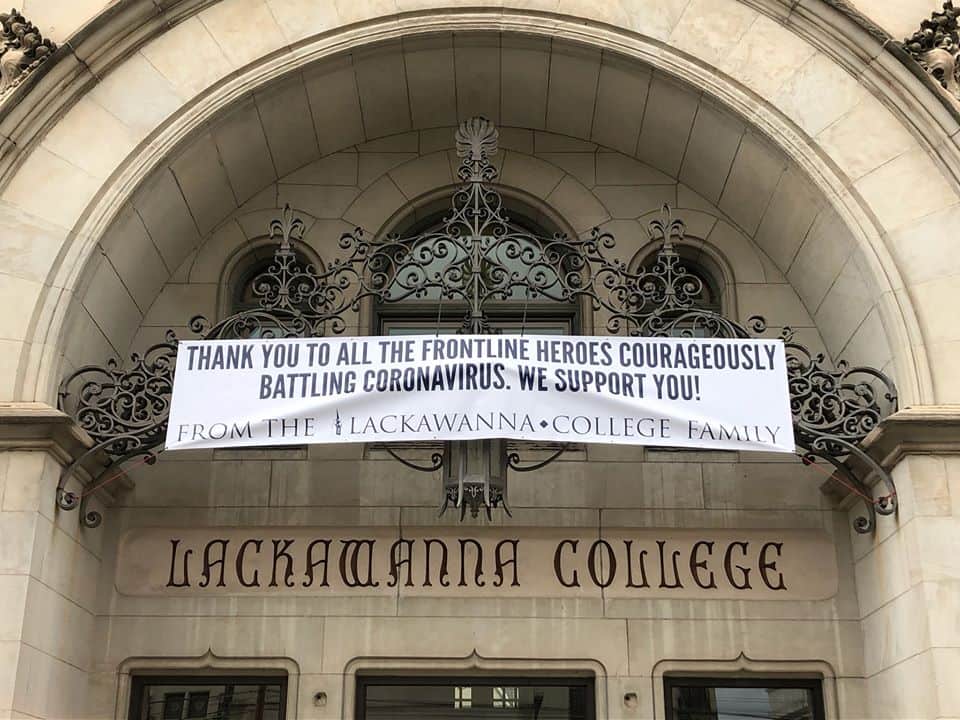 THANK YOU TO ALL THE FRONTLINE HEROES COURAGEOUSLY
BATTLING CORONAVIRUS. WE SUPPORT YOU!
FROM THE LACKAWANNA◆COLLEGE FAMILY
LACKAWANNA COLLEGE